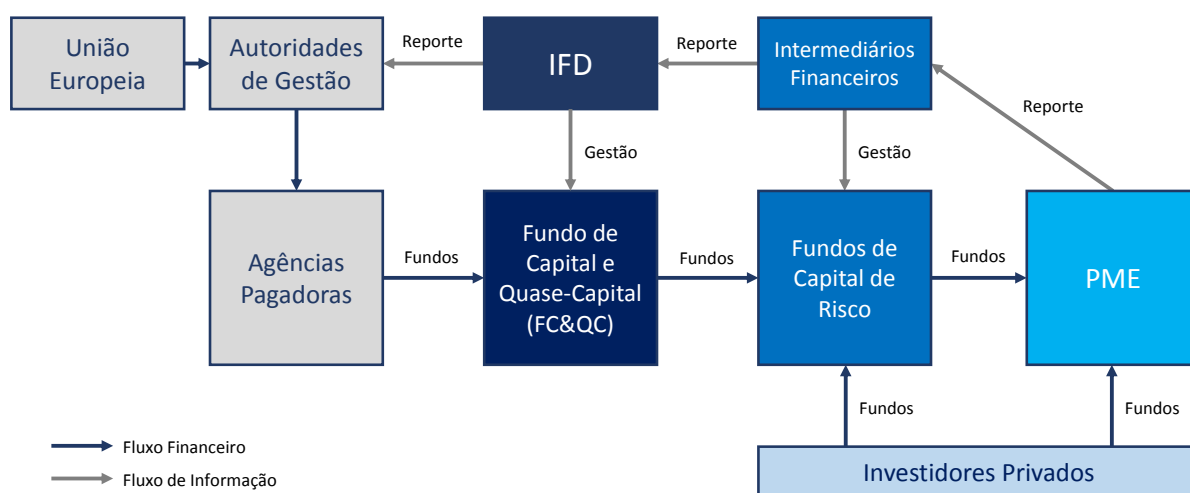 União
Europeia
Autoridades
de Gestão
Reporte
IFD
Reporte
Intermediários
Financeiros
Reporte
Gestão
Gestão
Agências
Pagadoras
Fundos
Fundo de
Capital e
Quase-Capital
(FC&QC)
Fundos
Fundos de
Capital de
Risco
Fundos
PME
Fundos
Fundos
Fluxo Financeiro
Fluxo de Informação
Investidores Privados